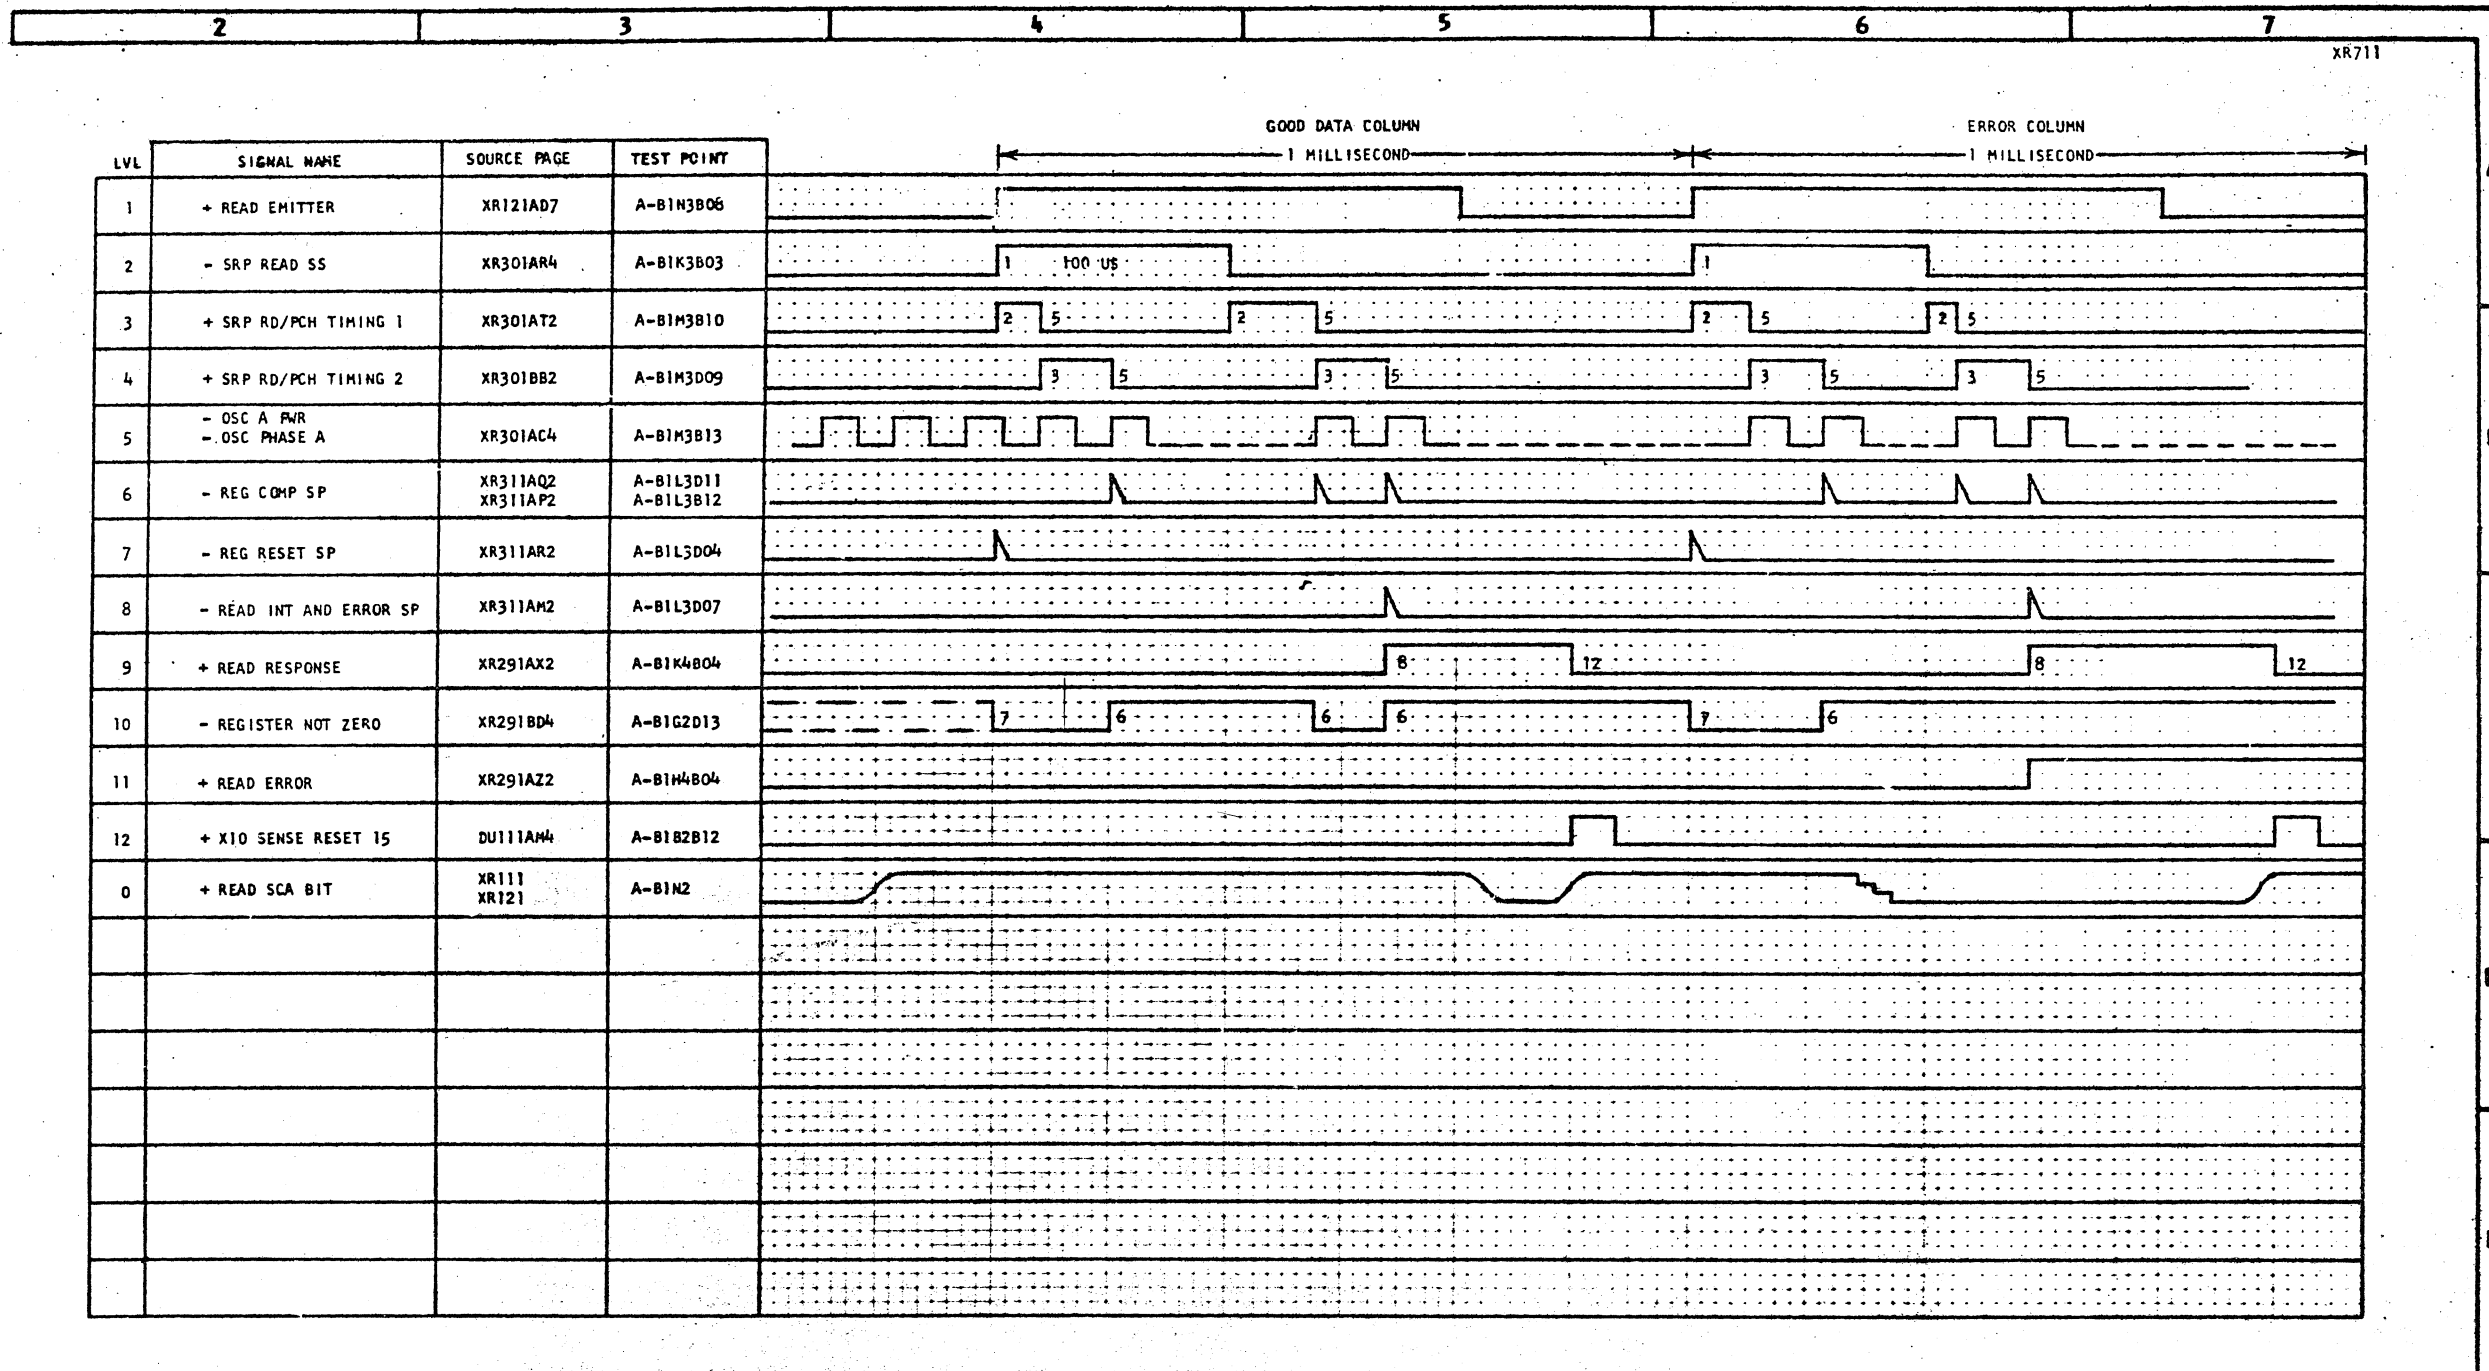 2 3 4 5 6 7
XR711
GOOD DATA COLUMN ERROR COLUMN
1 MILLISECOND 1 MILLISECOND
LVL SIGNAL NAME SOURCE PAGE TEST POINT
1 + READ EMITTER XR121AD7 A-B1N3B08
2 - SRP READ SS XR301AR4 A-B1K3B03 1 100 US 1
3 + SRP RD/PCH TIMING 1 XR301AT2 A-B1M3B10 2 5 2 5 2 5 2 5
4 + SRP RD/PCH TIMING 2 XR301BB2 A-B1M3D09 3 5 3 5 3 5 3 5
- OSC A PWR
5 - OSC PHASE A XR301AC4 A-B1M3B13
XR311AQ2 A-B1L3D11
6 - REG COMP SP
XR311AP2 A-B1L3B12
7 - REG RESET SP XR311AR2 A-B1L3D04
8 - READ INT AND ERROR SP XR311AM2 A-B1L3D07
9 + READ RESPONSE XR291AX2 A-B1K4B04 8 12 8 12
10 - REGISTER NOT ZERO XR291BD4 A-B1G2D13 7 6 6 6 7 6
11 + READ ERROR XR291AZ2 A-B1H4B04
12 + XIO SENSE RESET 15 DU111AM4 A-B1B2B12
XR111
0 + READ SCA BIT A-B1N2
XR121